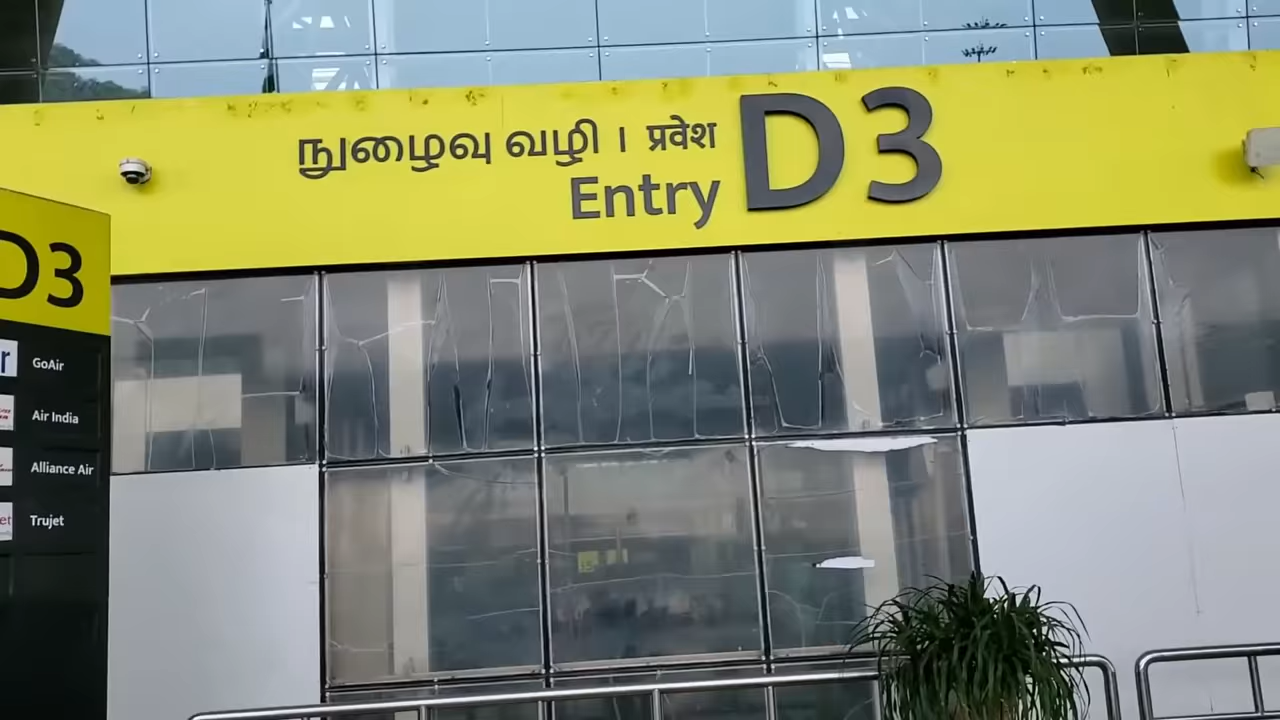 நுழைவு வழி | प्रवेश
Entry
D3
D3
GoAir
Air India
Alliance Air
Trujet